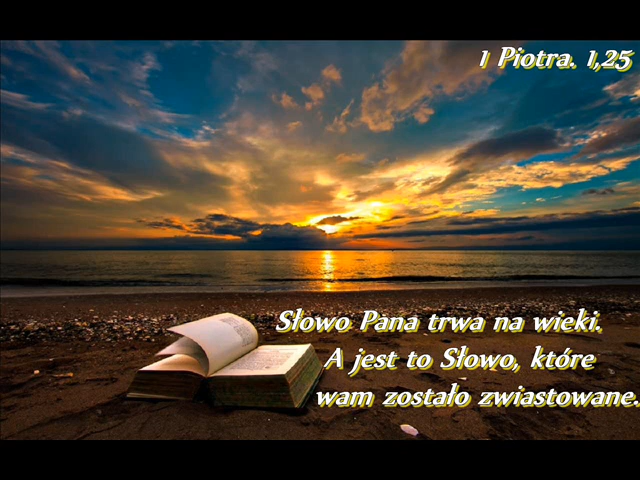 1 Piotra. 1,25
Słowo Pana trwa na wieki.
A jest to Słowo, które
wam zostało zwiastowane.